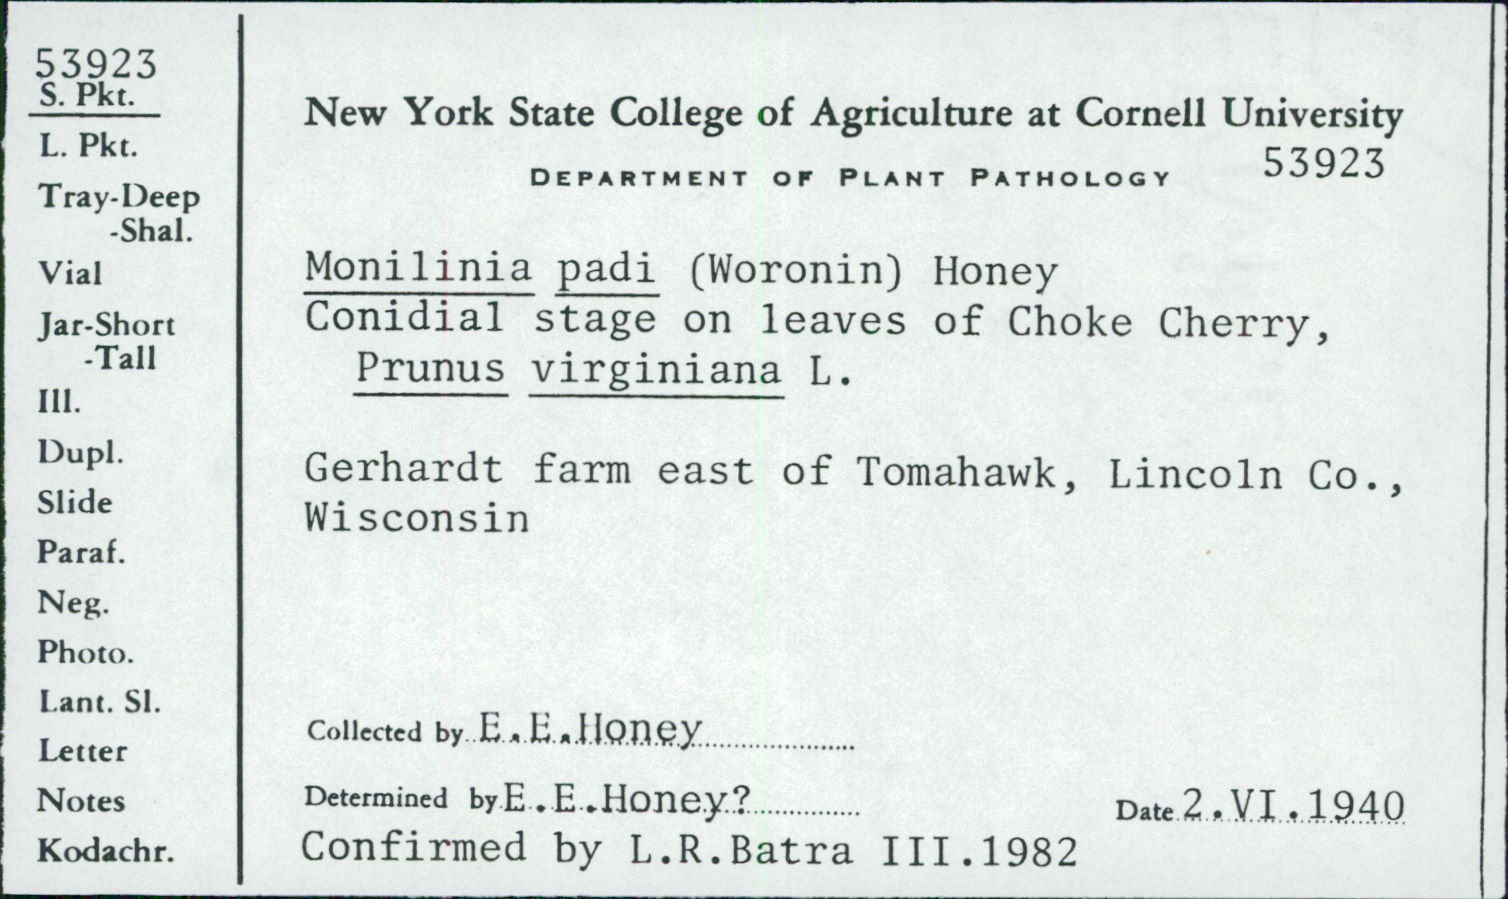 53923
S. Pkt.
L. Pkt.
Tray-Deep
-Shal.
Vial
Jar-Short
-Tall
Ill.
Dupl.
Slide
Paraf.
Neg.
Photo.
Lant. Sl.
Letter
Notes
Kodachr.
New York State College of Agriculture at Cornell University
DEPARTMENT OF PLANT PATHOLOGY 53923
Monilinia padi (Woronin) Honey
Conidial stage on leaves of Choke Cherry,
Prunus virginiana L.
Gerhardt farm east of Tomahawk, Lincoln Co.,
Wisconsin
Collected by E.E.Honey
Determined by E.E.Honey? Date 2.VI.1940
Confirmed by L.R.Batra III.1982